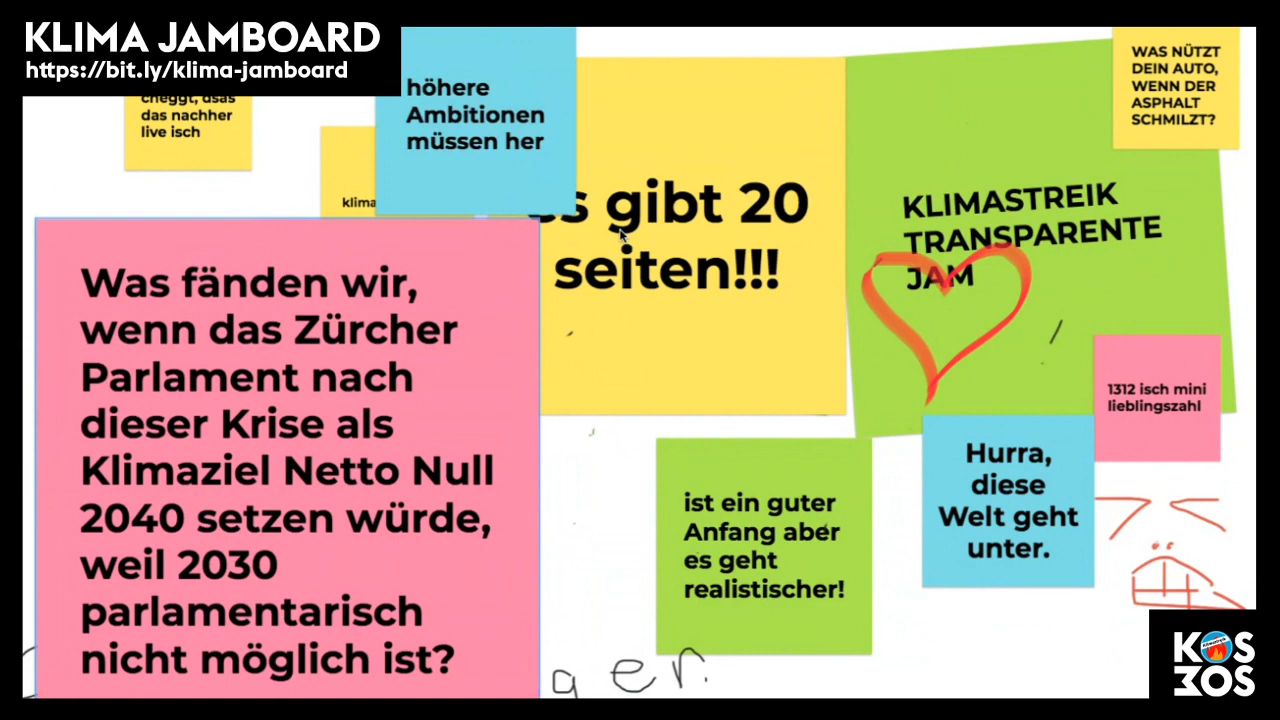 KLIMA JAMBOARD
https://bit.ly/klima-jamboard
cheggt, dsas
das nachher
live isch
klima
höhere
Ambitionen
müssen her
es gibt 20
seiten!!!
KLIMASTREIK
TRANSPARENTE
JAM
WAS NÜTZT
DEIN AUTO,
WENN DER
ASPHALT
SCHMILZT?
Was fänden wir,
wenn das Zürcher
Parlament nach
dieser Krise als
Klimaziel Netto Null
2040 setzen würde,
weil 2030
parlamentarisch
nicht möglich ist?
1312 isch mini
lieblingszahl
ist ein guter
Anfang aber
es geht
realistischer!
Hurra,
diese
Welt geht
unter.
ger.
KOS
MOS